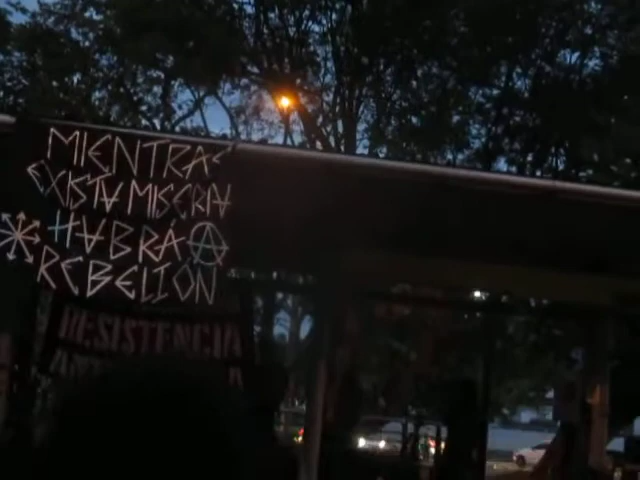 MIENTRAS
EXISTA MISERIA
HABRÁ
REBELIÓN
RESISTENCIA